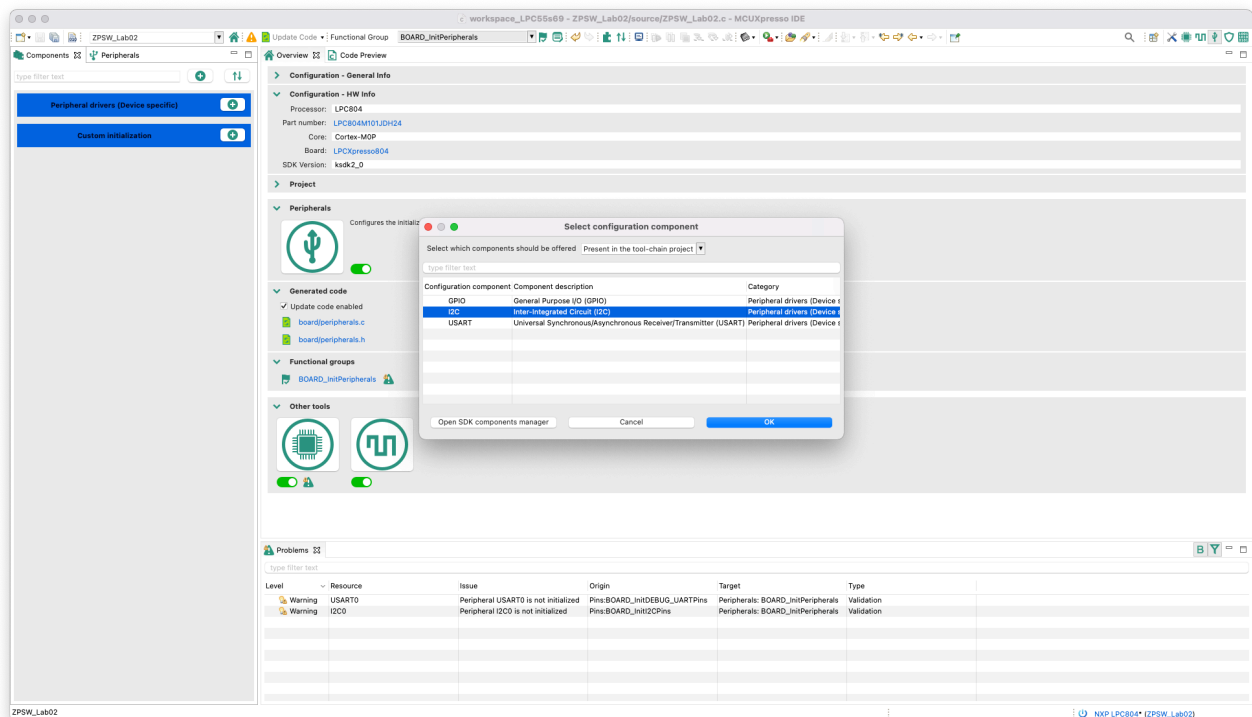 workspace_LPC55s69 - ZPSW_Lab02/source/ZPSW_Lab02.c - MCUXpresso IDE
ZPSW_Lab02
Update Code
Functional Group
BOARD_InitPeripherals
Components
Peripherals
type filter text
Peripheral drivers (Device specific)
Custom initialization
Overview
Code Preview
Configuration - General Info
Configuration - HW Info
Processor: LPC804
Part number: LPC804M101JDH24
Core: Cortex-M0P
Board: LPCXpresso804
SDK Version: ksdk2_0
Project
Peripherals
Configures the initializ
Generated code
Update code enabled
board/peripherals.c
board/peripherals.h
Functional groups
BOARD_InitPeripherals
Other tools
Select configuration component
Select which components should be offered Present in the tool-chain project
type filter text
Configuration component Component description Category
GPIO General Purpose I/O (GPIO) Peripheral drivers (Device s
I2C Inter-Integrated Circuit (I2C) Peripheral drivers (Device s
USART Universal Synchronous/Asynchronous Receiver/Transmitter (USART) Peripheral drivers (Device s
Open SDK components manager Cancel OK
Problems
B
type filter text
Level Resource Issue Origin Target Type
Warning USART0 Peripheral USART0 is not initialized Pins:BOARD_InitDEBUG_UARTPins Peripherals: BOARD_InitPeripherals Validation
Warning I2C0 Peripheral I2C0 is not initialized Pins:BOARD_InitI2CPins Peripherals: BOARD_InitPeripherals Validation
ZPSW_Lab02
NXP LPC804* (ZPSW_Lab02)